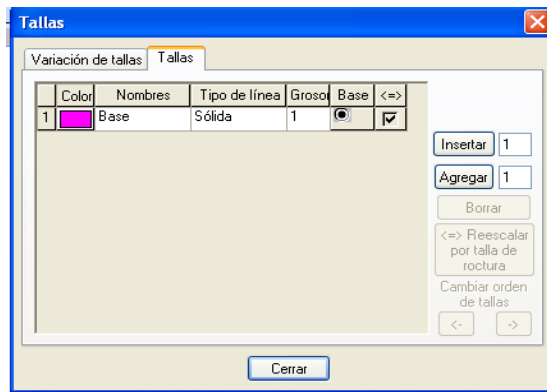 Tallas
Variación de tallas Tallas
Color Nombres Tipo de línea Grosor Base <=>
1 Base Sólida 1
Insertar 1
Agregar 1
Borrar
<=> Reescalar
por talla de
roctura
Cambiar orden
de tallas
<- ->
Cerrar